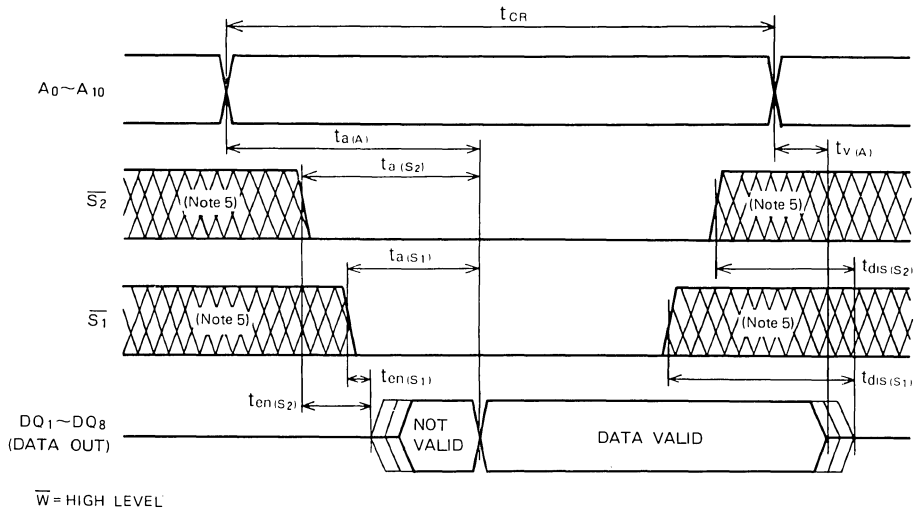 tCR
A0~A10
ta(A)
tv(A)
ta(S2)
S2
(Note 5)
(Note 5)
ta(S1)
tdis(S2)
S1
(Note 5)
(Note 5)
ten(S1)
tdis(S1)
ten(S2)
DQ1~DQ8
(DATA OUT)
NOT
VALID
DATA VALID
W = HIGH LEVEL